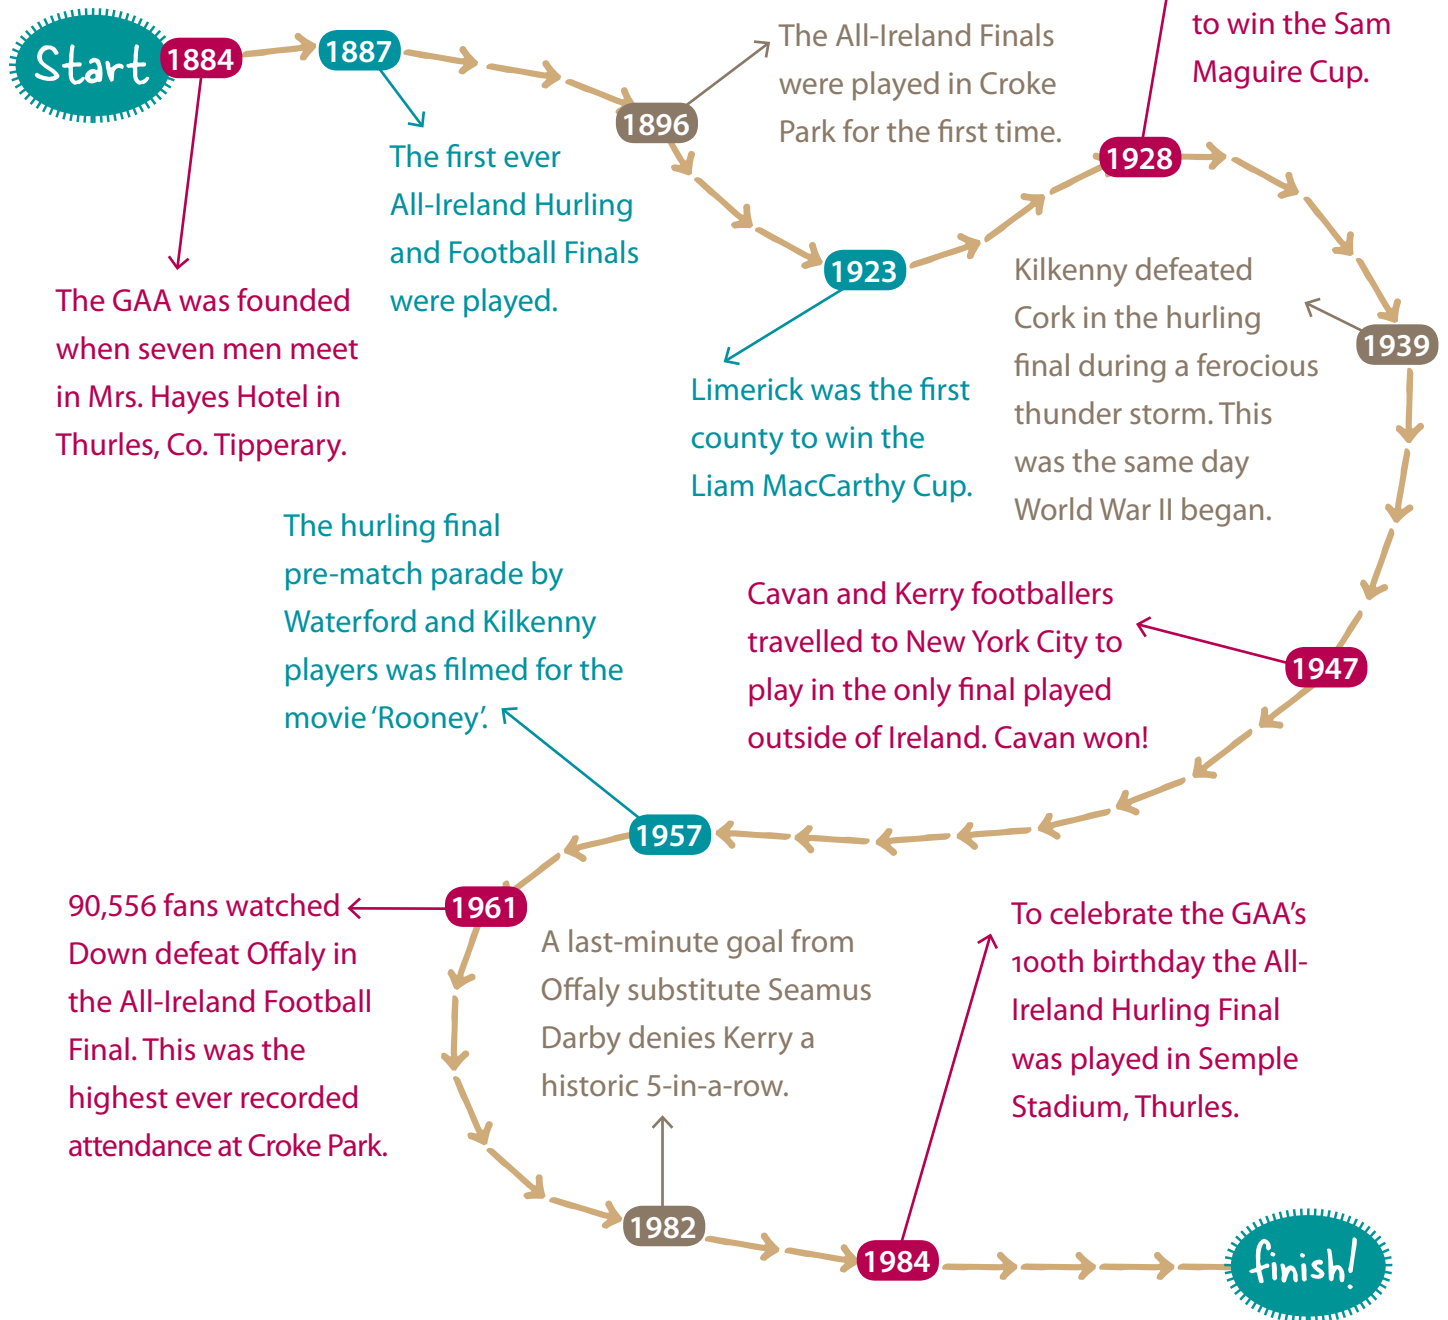 Start
1884
The GAA was founded
when seven men meet
in Mrs. Hayes Hotel in
Thurles, Co. Tipperary.
1887
The first ever
All-Ireland Hurling
and Football Finals
were played.
1896
The All-Ireland Finals
were played in Croke
Park for the first time.
1923
Limerick was the first
county to win the
Liam MacCarthy Cup.
1928
to win the Sam
Maguire Cup.
1939
Kilkenny defeated
Cork in the hurling
final during a ferocious
thunder storm. This
was the same day
World War II began.
1947
Cavan and Kerry footballers
travelled to New York City to
play in the only final played
outside of Ireland. Cavan won!
1957
The hurling final
pre-match parade by
Waterford and Kilkenny
players was filmed for the
movie ‘Rooney’.
1961
90,556 fans watched
Down defeat Offaly in
the All-Ireland Football
Final. This was the
highest ever recorded
attendance at Croke Park.
1982
A last-minute goal from
Offaly substitute Seamus
Darby denies Kerry a
historic 5-in-a-row.
1984
To celebrate the GAA’s
100th birthday the All-
Ireland Hurling Final
was played in Semple
Stadium, Thurles.
finish!